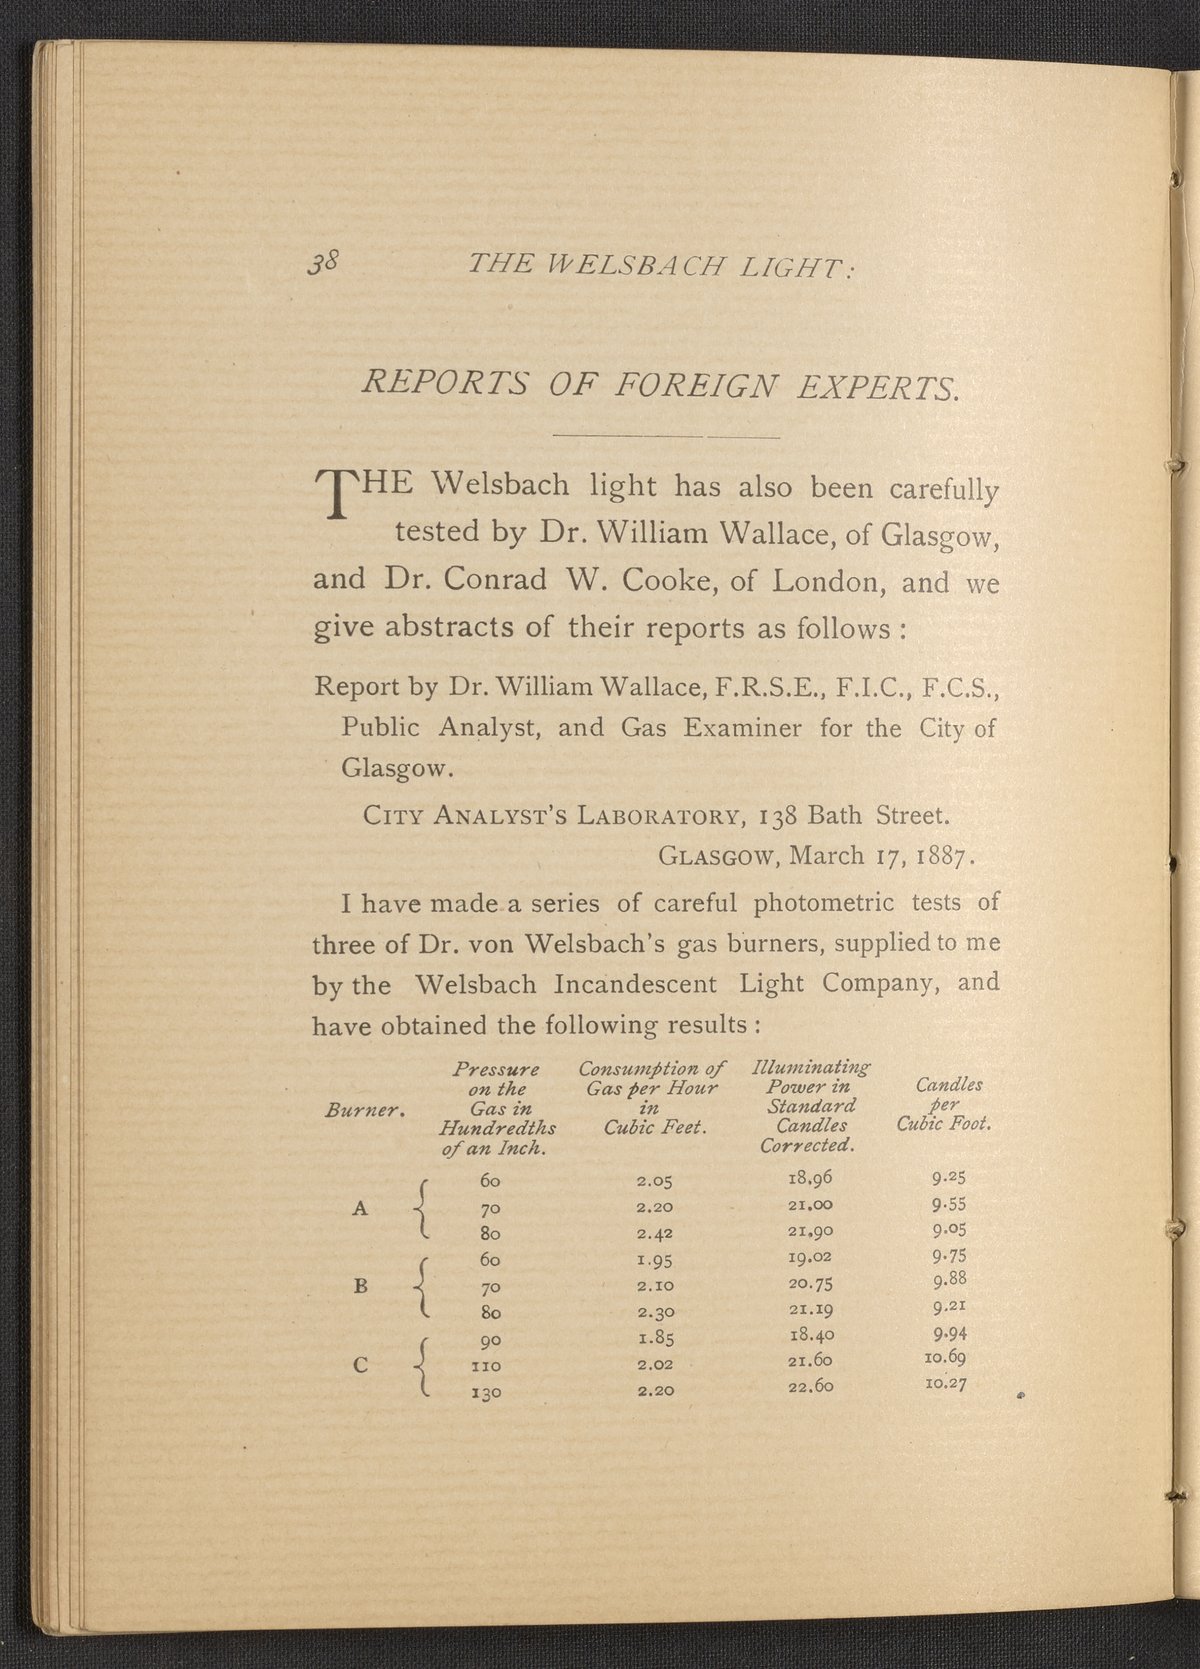 38 THE WELSBACH LIGHT:
REPORTS OF FOREIGN EXPERTS.
THE Welsbach light has also been carefully
tested by Dr. William Wallace, of Glasgow,
and Dr. Conrad W. Cooke, of London, and we
give abstracts of their reports as follows:
Report by Dr. William Wallace, F.R.S.E., F.I.C., F.C.S.,
Public Analyst, and Gas Examiner for the City of
Glasgow.
CITY ANALYST'S LABORATORY, 138 Bath Street.
GLASGOW, March 17, 1887.
I have made a series of careful photometric tests of
three of Dr. von Welsbach's gas burners, supplied to me
by the Welsbach Incandescent Light Company, and
have obtained the following results:
Burner.
Pressure
on the
Gas in
Hundredths
of an Inch.
Consumption of
Gas per Hour
in
Cubic Feet.
Illuminating
Power in
Standard
Candles
Corrected.
Candles
per
Cubic Foot.
60 2.05 18.96 9.25
A { 70 2.20 21.00 9.55
80 2.42 21.90 9.05
60 1.95 19.02 9.75
B { 70 2.10 20.75 9.88
80 2.30 21.19 9.21
90 1.85 18.40 9.94
C { 110 2.02 21.60 10.69
130 2.20 22.60 10.27